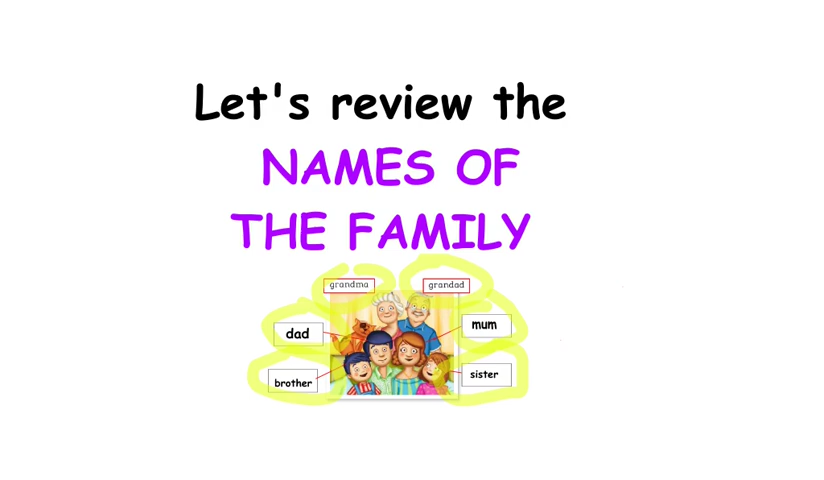 Let's review the
NAMES OF
THE FAMILY
grandma
grandad
dad
mum
brother
sister